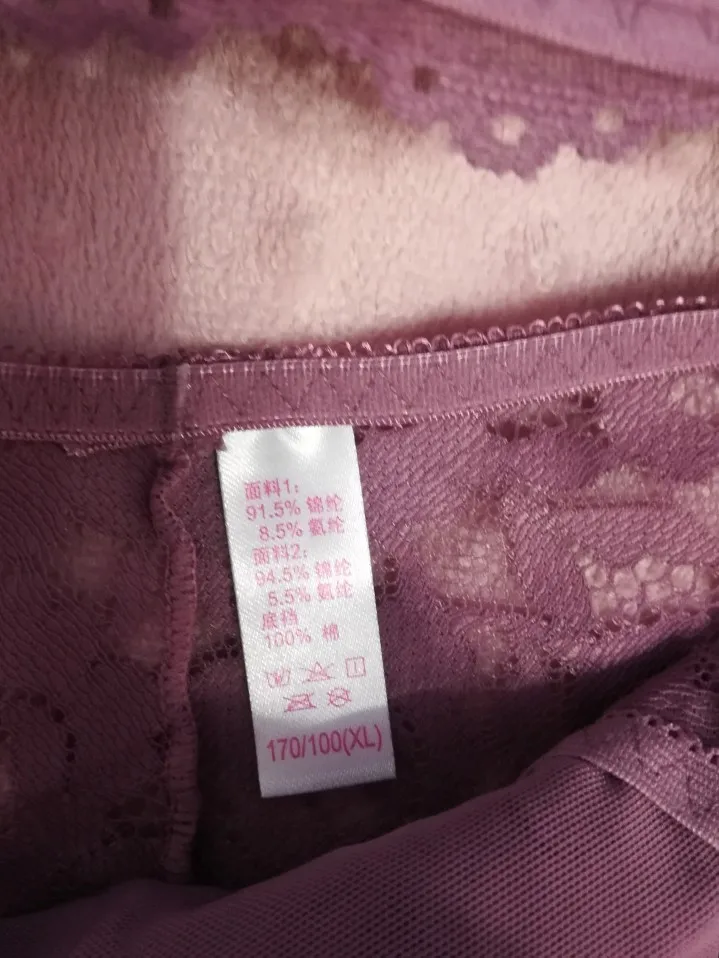 面料1:
91.5% 锦纶
8.5% 氨纶
面料2:
94.5% 锦纶
5.5% 氨纶
底裆
100% 棉
170/100(XL)